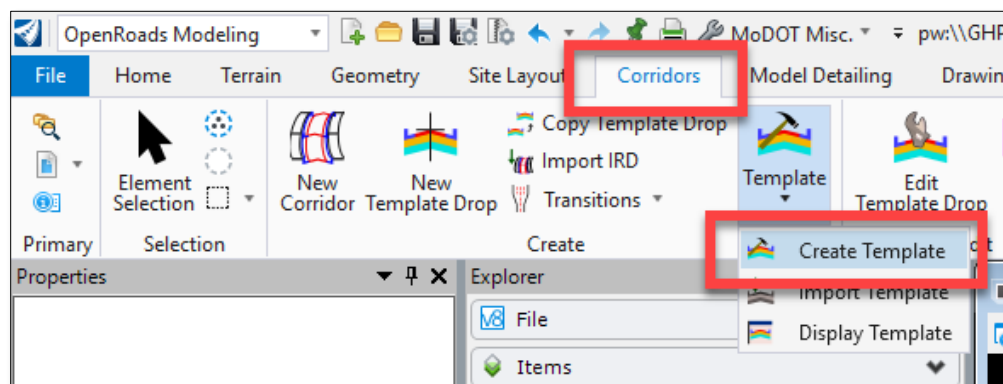 OpenRoads Modeling
MoDOT Misc.
pw:\\GHP
File Home Terrain Geometry Site Layout Corridors Model Detailing Drawin
Element Selection
New Corridor
New Template Drop
Copy Template Drop
Import IRD
Transitions
Template
Edit Template Drop
Primary Selection Create
Create Template
Import Template
Display Template
Properties
Explorer
V8 File
Items